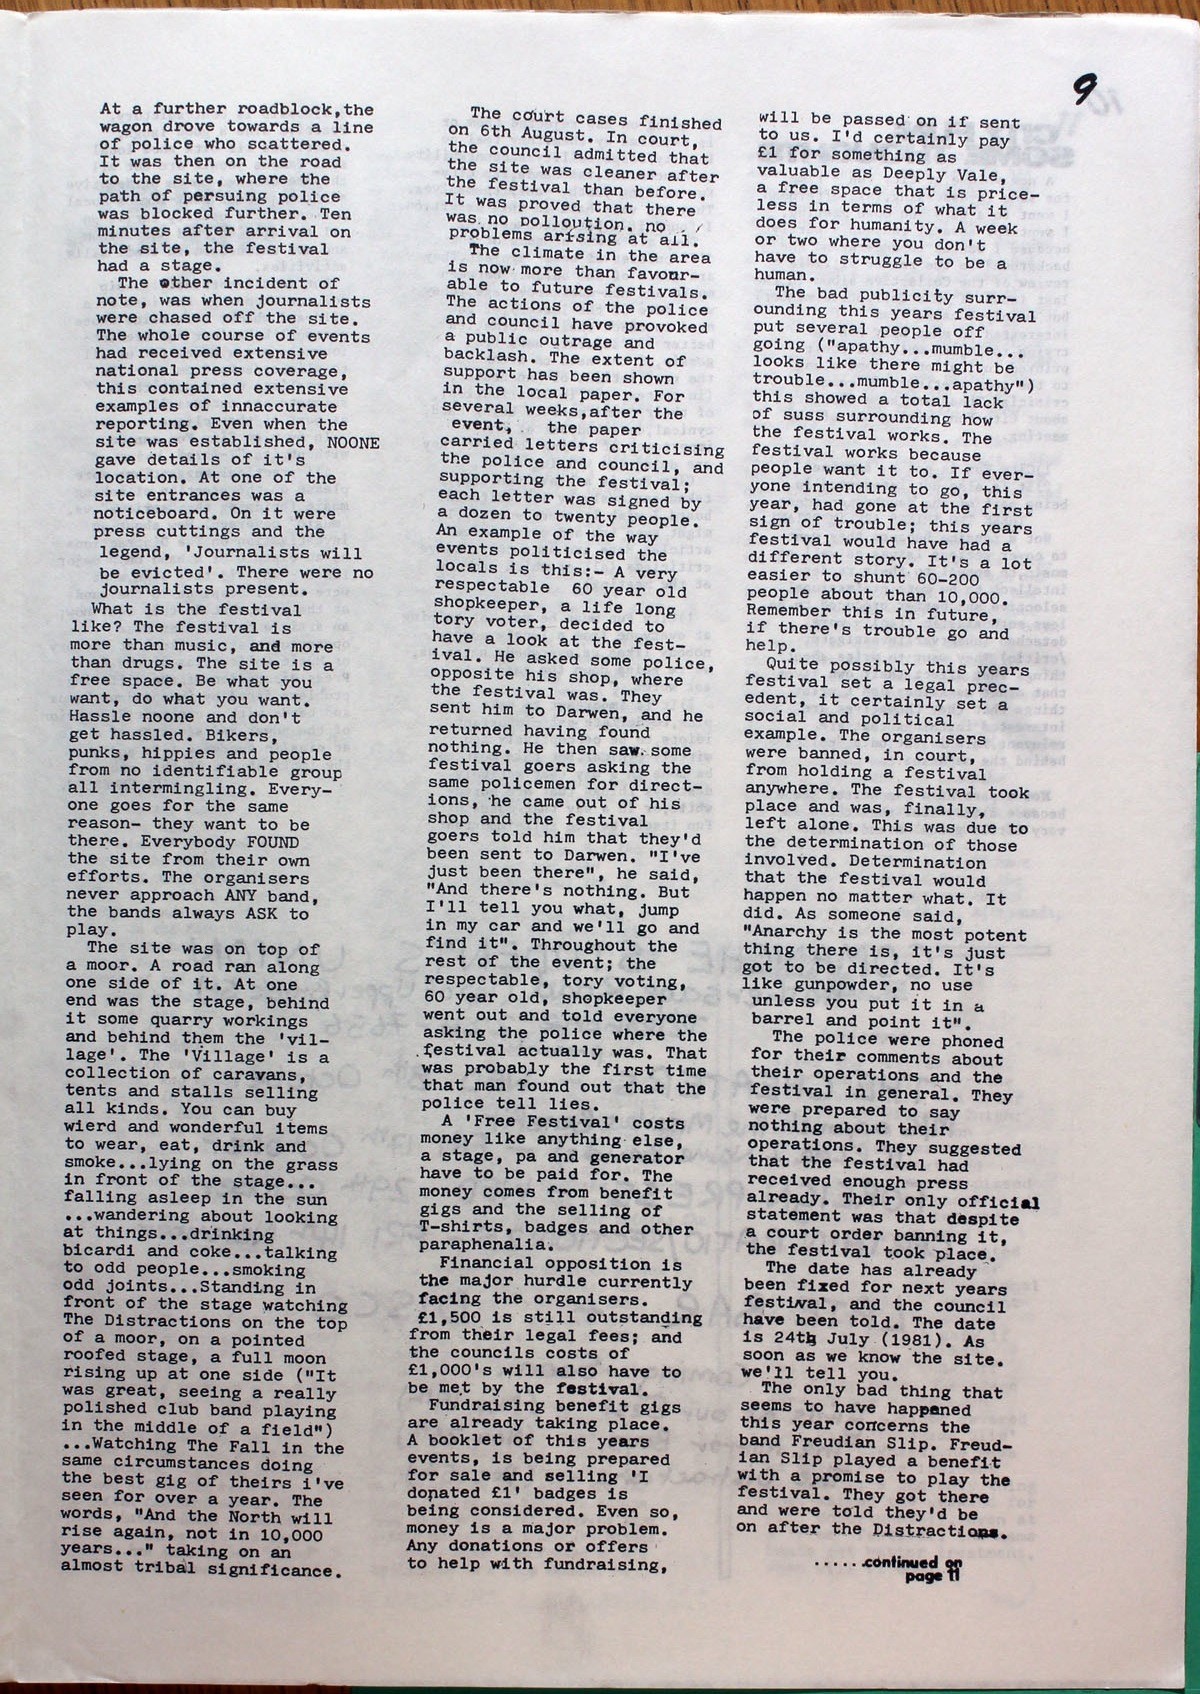 9
At a further roadblock,the
wagon drove towards a line
of police who scattered.
It was then on the road
to the site, where the
path of persuing police
was blocked further. Ten
minutes after arrival on
the site, the festival
had a stage.
The other incident of
note, was when journalists
were chased off the site.
The whole course of events
had received extensive
national press coverage,
this contained extensive
examples of innaccurate
reporting. Even when the
site was established, NOONE
gave details of it's
location. At one of the
site entrances was a
noticeboard. On it were
press cuttings and the
legend, 'Journalists will
be evicted'. There were no
journalists present.
What is the festival
like? The festival is
more than music, and more
than drugs. The site is a
free space. Be what you
want, do what you want.
Hassle noone and don't
get hassled. Bikers,
punks, hippies and people
from no identifiable group
all intermingling. Every-
one goes for the same
reason- they want to be
there. Everybody FOUND
the site from their own
efforts. The organisers
never approach ANY band,
the bands always ASK to
play.
The site was on top of
a moor. A road ran along
one side of it. At one
end was the stage, behind
it some quarry workings
and behind them the 'vil-
lage'. The 'Village' is a
collection of caravans,
tents and stalls selling
all kinds. You can buy
wierd and wonderful items
to wear, eat, drink and
smoke...lying on the grass
in front of the stage...
falling asleep in the sun
...wandering about looking
at things...drinking
bicardi and coke...talking
to odd people...smoking
odd joints...Standing in
front of the stage watching
The Distractions on the top
of a moor, on a pointed
roofed stage, a full moon
rising up at one side ("It
was great, seeing a really
polished club band playing
in the middle of a field")
...Watching The Fall in the
same circumstances doing
the best gig of theirs i've
seen for over a year. The
words, "And the North will
rise again, not in 10,000
years..." taking on an
almost tribal significance.
The court cases finished
on 6th August. In court,
the council admitted that
the site was cleaner after
the festival than before.
It was proved that there
was no polloution, no
problems arising at all.
The climate in the area
is now more than favour-
able to future festivals.
The actions of the police
and council have provoked
a public outrage and
backlash. The extent of
support has been shown
in the local paper. For
several weeks,after the
event, the paper
carried letters criticising
the police and council, and
supporting the festival;
each letter was signed by
a dozen to twenty people.
An example of the way
events politicised the
locals is this:- A very
respectable 60 year old
shopkeeper, a life long
tory voter, decided to
have a look at the fest-
ival. He asked some police,
opposite his shop, where
the festival was. They
sent him to Darwen, and he
returned having found
nothing. He then saw some
festival goers asking the
same policemen for direct-
ions, he came out of his
shop and the festival
goers told him that they'd
been sent to Darwen. "I've
just been there", he said,
"And there's nothing. But
I'll tell you what, jump
in my car and we'll go and
find it". Throughout the
rest of the event; the
respectable, tory voting,
60 year old, shopkeeper
went out and told everyone
asking the police where the
festival actually was. That
was probably the first time
that man found out that the
police tell lies.
A 'Free Festival' costs
money like anything else,
a stage, pa and generator
have to be paid for. The
money comes from benefit
gigs and the selling of
T-shirts, badges and other
paraphenalia.
Financial opposition is
the major hurdle currently
facing the organisers.
£1,500 is still outstanding
from their legal fees; and
the councils costs of
£1,000's will also have to
be met by the festival.
Fundraising benefit gigs
are already taking place.
A booklet of this years
events, is being prepared
for sale and selling 'I
donated £1' badges is
being considered. Even so,
money is a major problem.
Any donations or offers
to help with fundraising,
will be passed on if sent
to us. I'd certainly pay
£1 for something as
valuable as Deeply Vale,
a free space that is price-
less in terms of what it
does for humanity. A week
or two where you don't
have to struggle to be a
human.
The bad publicity surr-
ounding this years festival
put several people off
going ("apathy...mumble...
looks like there might be
trouble...mumble...apathy")
this showed a total lack
of suss surrounding how
the festival works. The
festival works because
people want it to. If ever-
yone intending to go, this
year, had gone at the first
sign of trouble; this years
festival would have had a
different story. It's a lot
easier to shunt 60-200
people about than 10,000.
Remember this in future,
if there's trouble go and
help.
Quite possibly this years
festival set a legal prec-
edent, it certainly set a
social and political
example. The organisers
were banned, in court,
from holding a festival
anywhere. The festival took
place and was, finally,
left alone. This was due to
the determination of those
involved. Determination
that the festival would
happen no matter what. It
did. As someone said,
"Anarchy is the most potent
thing there is, it's just
got to be directed. It's
like gunpowder, no use
unless you put it in a
barrel and point it".
The police were phoned
for their comments about
their operations and the
festival in general. They
were prepared to say
nothing about their
operations. They suggested
that the festival had
received enough press
already. Their only official
statement was that despite
a court order banning it,
the festival took place.
The date has already
been fixed for next years
festival, and the council
have been told. The date
is 24th July (1981). As
soon as we know the site.
we'll tell you.
The only bad thing that
seems to have happened
this year concerns the
band Freudian Slip. Freud-
ian Slip played a benefit
with a promise to play the
festival. They got there
and were told they'd be
on after the Distractions.
......continued on
page 11